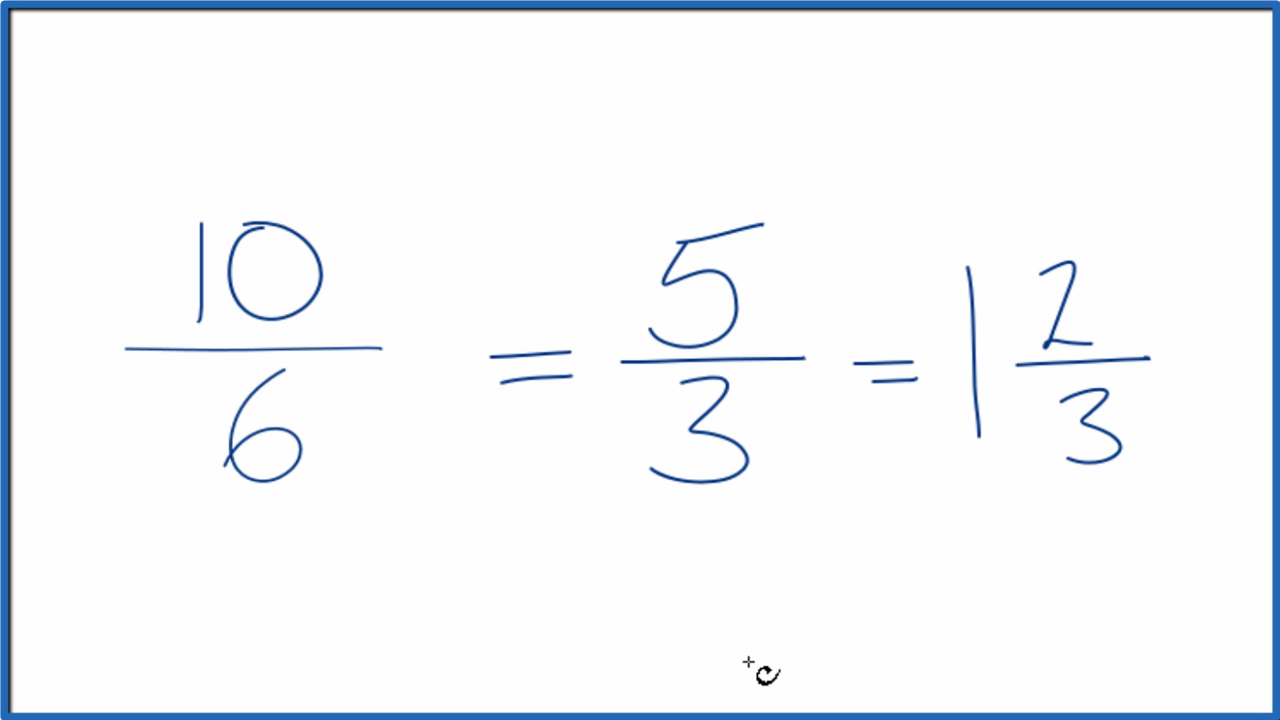 10/6 = 5/3 = 1 2/3